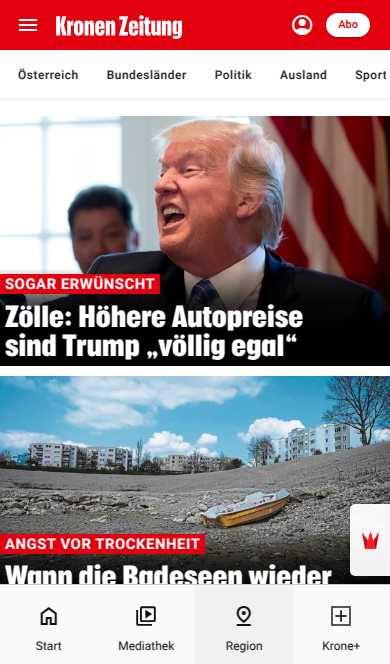 Kronen Zeitung
Abo
Österreich Bundesländer Politik Ausland Sport
SOGAR ERWÜNSCHT
Zölle: Höhere Autopreise
sind Trump „völlig egal“
ANGST VOR TROCKENHEIT
Wann die Badeseen wieder
Start Mediathek Region Krone+